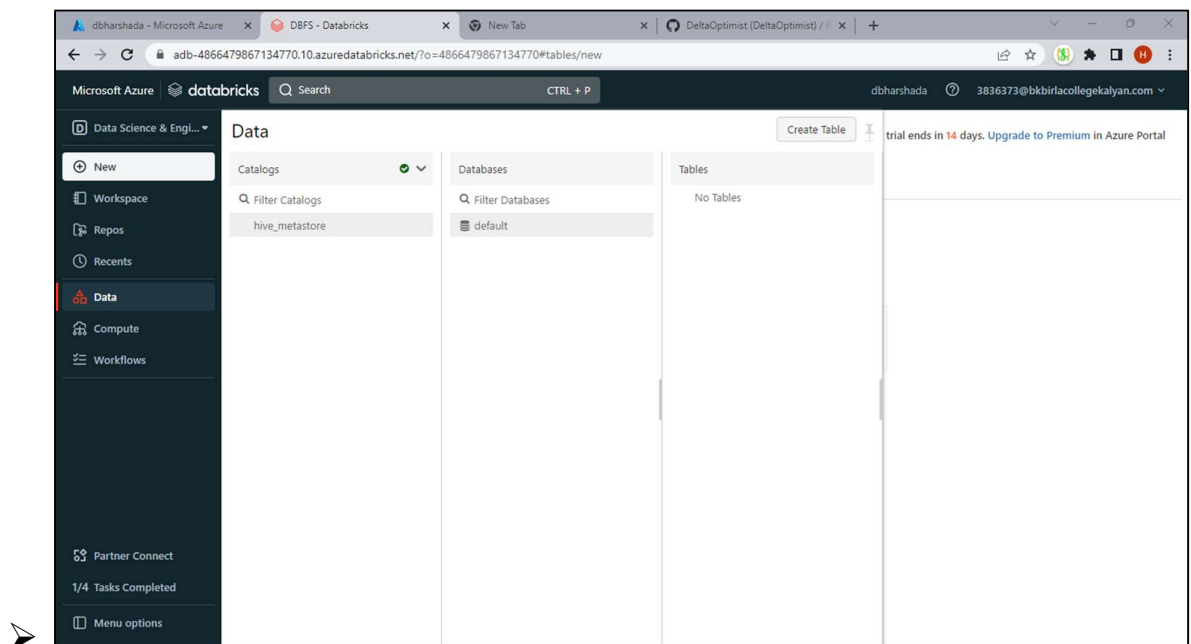 dbharshada - Microsoft Azure
DBFS - Databricks
New Tab
DeltaOptimist (DeltaOptimist) / F
adb-4866479867134770.10.azuredatabricks.net/?o=4866479867134770#tables/new
H
Microsoft Azure databricks Search CTRL + P dbharshada 3836373@bkbirlacollegekalyan.com
D Data Science & Engi...
Data
Create Table
trial ends in 14 days. Upgrade to Premium in Azure Portal
New
Workspace
Repos
Recents
Data
Compute
Workflows
Catalogs
Filter Catalogs
hive_metastore
Databases
Filter Databases
default
Tables
No Tables
Partner Connect
1/4 Tasks Completed
Menu options